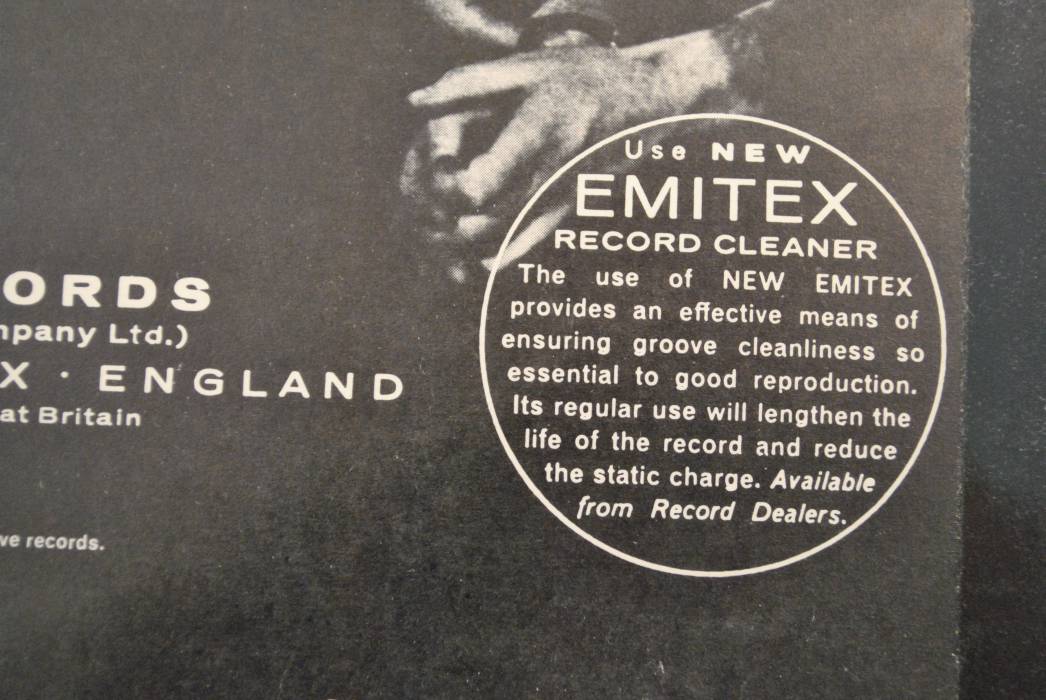 ORDS
mpany Ltd.)
X · ENGLAND
at Britain
ve records.
Use NEW
EMITEX
RECORD CLEANER
The use of NEW EMITEX
provides an effective means of
ensuring groove cleanliness so
essential to good reproduction.
Its regular use will lengthen the
life of the record and reduce
the static charge. Available
from Record Dealers.